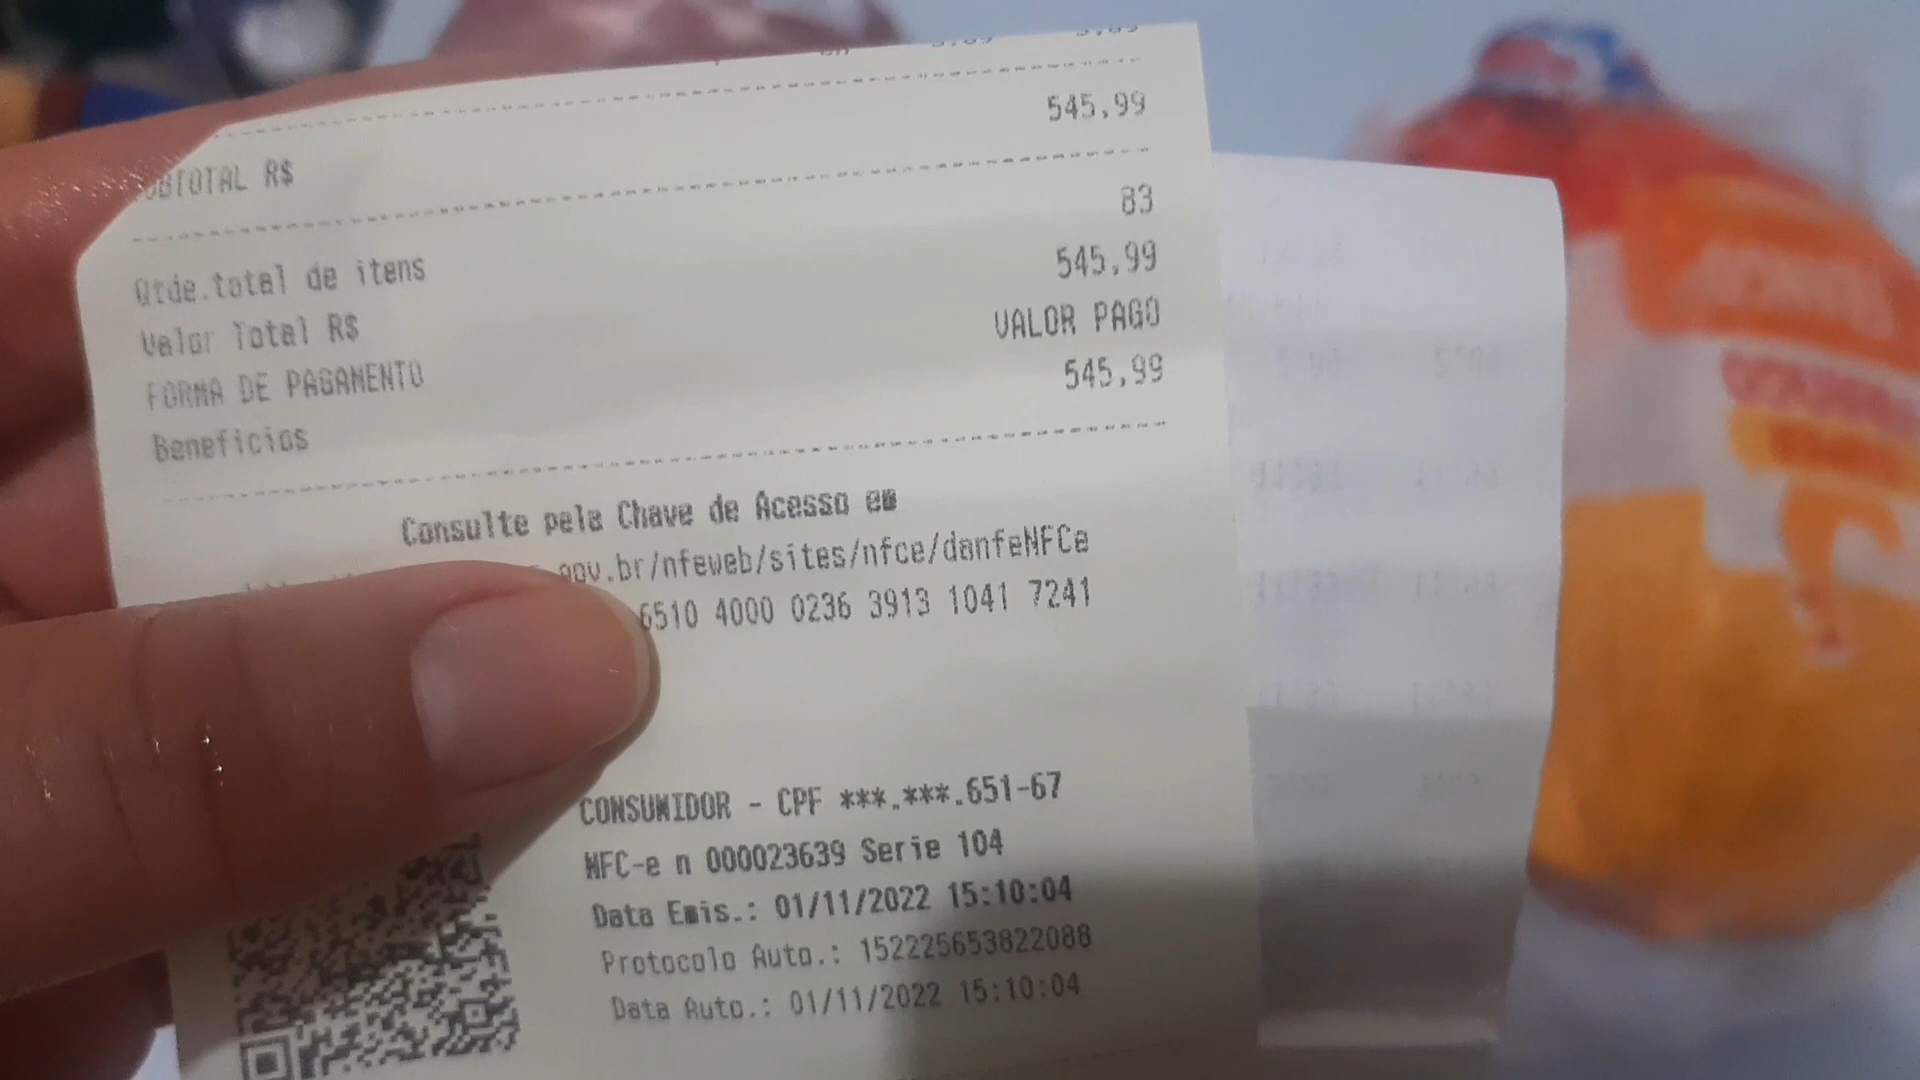 545,99
SUBTOTAL R$
83
Qtde.total de itens
545,99
Valor Total R$
VALOR PAGO
FORMA DE PAGAMENTO
545,99
Beneficios
Consulte pela Chave de Acesso em
gov.br/nfeweb/sites/nfce/danfeNFCe
6510 4000 0236 3913 1041 7241
CONSUMIDOR - CPF ***.***.651-67
NFC-e n 000023639 Serie 104
Data Emis.: 01/11/2022 15:10:04
Protocolo Auto.: 152225653822088
Data Auto.: 01/11/2022 15:10:04